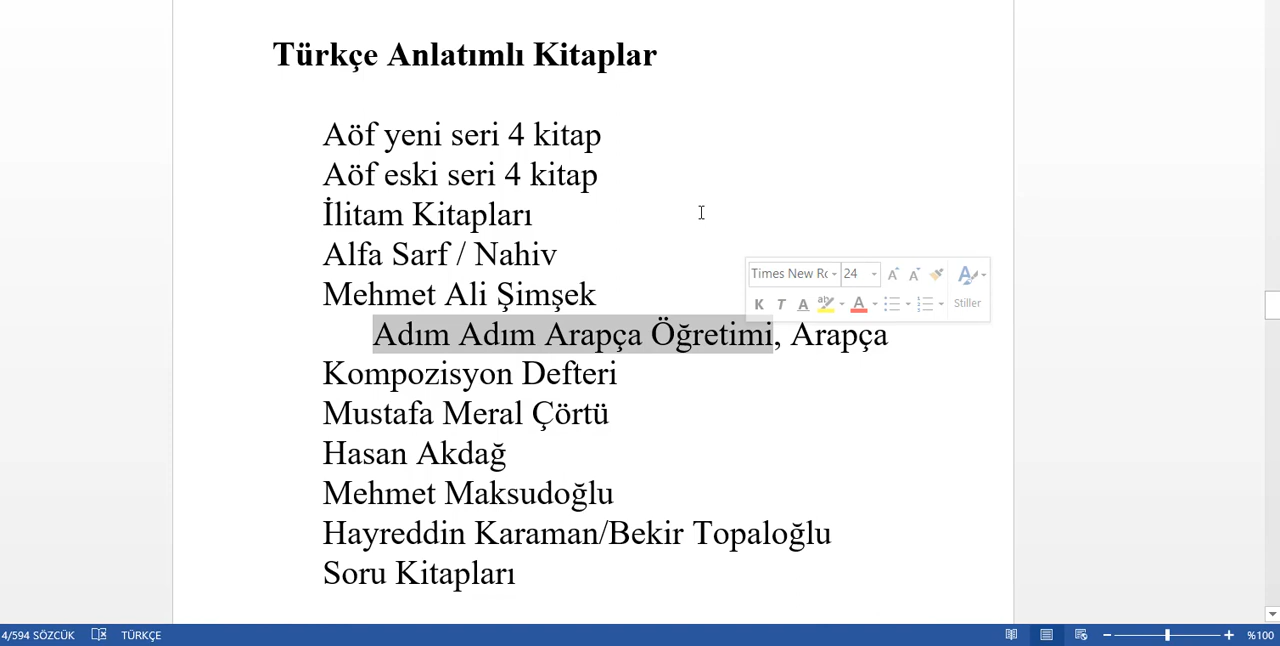 Türkçe Anlatımlı Kitaplar
Aöf yeni seri 4 kitap
Aöf eski seri 4 kitap
İlitam Kitapları
Alfa Sarf / Nahiv
Mehmet Ali Şimşek
Adım Adım Arapça Öğretimi, Arapça
Kompozisyon Defteri
Mustafa Meral Çörtü
Hasan Akdağ
Mehmet Maksudoğlu
Hayreddin Karaman/Bekir Topaloğlu
Soru Kitapları
Times New Rc 24
K T A Stiller
4/594 SÖZCÜK TÜRKÇE %100